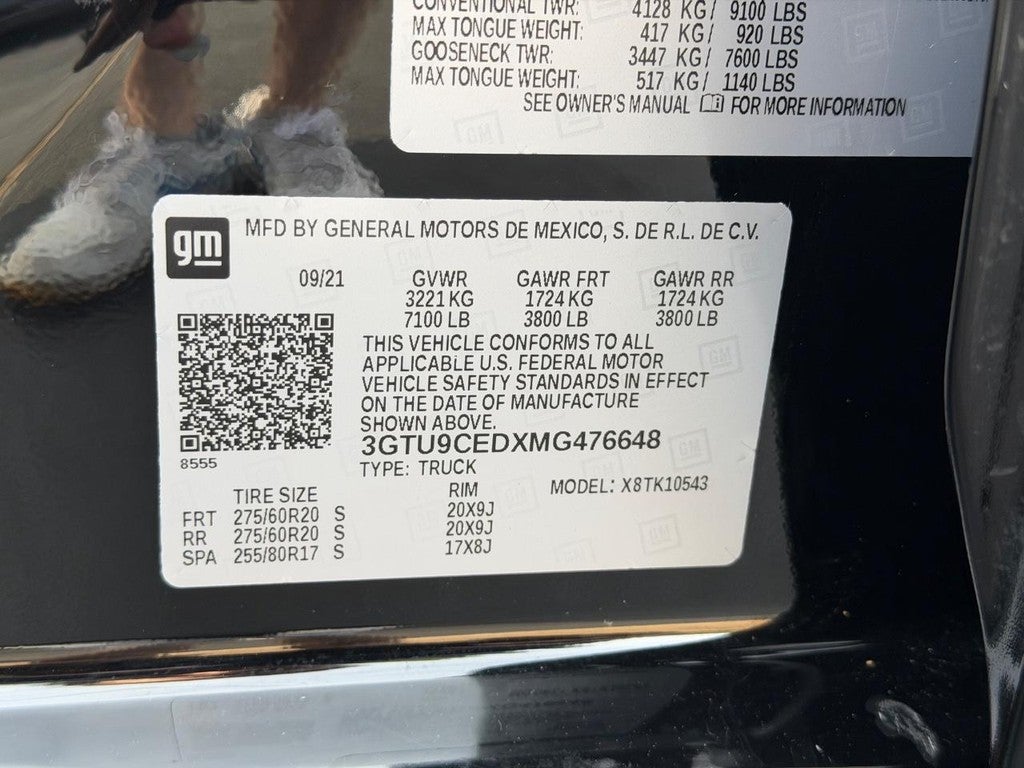 CONVENTIONAL TWR: 4128 KG/ 9100 LBS
MAX TONGUE WEIGHT: 417 KG/ 920 LBS
GOOSENECK TWR: 3447 KG/ 7600 LBS
MAX TONGUE WEIGHT: 517 KG/ 1140 LBS
SEE OWNER'S MANUAL FOR MORE INFORMATION
gm
MFD BY GENERAL MOTORS DE MEXICO, S. DE R.L. DE C.V.
09/21 GVWR GAWR FRT GAWR RR
3221 KG 1724 KG 1724 KG
7100 LB 3800 LB 3800 LB
THIS VEHICLE CONFORMS TO ALL
APPLICABLE U.S. FEDERAL MOTOR
VEHICLE SAFETY STANDARDS IN EFFECT
ON THE DATE OF MANUFACTURE
SHOWN ABOVE.
3GTU9CEDXMG476648
8555
TYPE: TRUCK
MODEL: X8TK10543
TIRE SIZE RIM
FRT 275/60R20 S 20X9J
RR 275/60R20 S 20X9J
SPA 255/80R17 S 17X8J